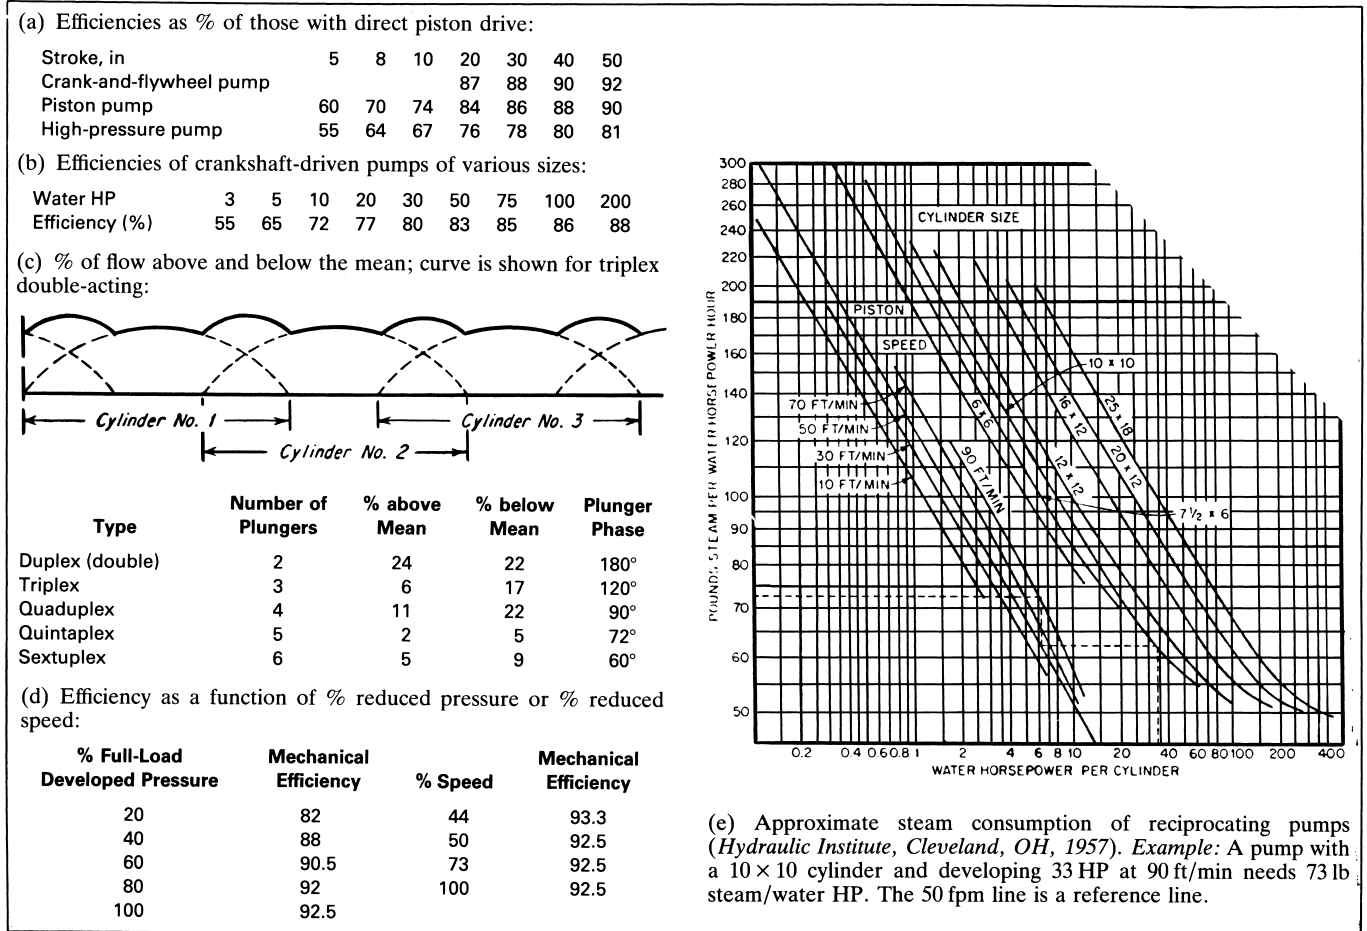 (a) Efficiencies as % of those with direct piston drive:
Stroke, in 5 8 10 20 30 40 50
Crank-and-flywheel pump 87 88 90 92
Piston pump 60 70 74 84 86 88 90
High-pressure pump 55 64 67 76 78 80 81
(b) Efficiencies of crankshaft-driven pumps of various sizes:
Water HP 3 5 10 20 30 50 75 100 200
Efficiency (%) 55 65 72 77 80 83 85 86 88
(c) % of flow above and below the mean; curve is shown for triplex
double-acting:
Cylinder No. 1
Cylinder No. 3
Cylinder No. 2
Type Number of Plungers % above Mean % below Mean Plunger Phase
Duplex (double) 2 24 22 180°
Triplex 3 6 17 120°
Quaduplex 4 11 22 90°
Quintaplex 5 2 5 72°
Sextuplex 6 5 9 60°
(d) Efficiency as a function of % reduced pressure or % reduced
speed:
% Full-Load Developed Pressure Mechanical Efficiency % Speed Mechanical Efficiency
20 82 44 93.3
40 88 50 92.5
60 90.5 73 92.5
80 92 100 92.5
100 92.5
POUNDS STEAM PER WATER HORSEPOWER HOUR
300
280
260
240
220
200
180
160
140
120
100
90
80
70
60
50
CYLINDER SIZE
PISTON
SPEED
10 x 10
70 FT/MIN
50 FT/MIN
30 FT/MIN
10 FT/MIN
90 FT/MIN
6 x 6
16 x 12
25 x 18
12 x 12
20 x 12
7 1/2 x 6
0.2 0.4 0.6 0.8 1 2 4 6 8 10 20 40 60 80 100 200 400
WATER HORSEPOWER PER CYLINDER
(e) Approximate steam consumption of reciprocating pumps
(Hydraulic Institute, Cleveland, OH, 1957). Example: A pump with
a 10 × 10 cylinder and developing 33 HP at 90 ft/min needs 73 lb
steam/water HP. The 50 fpm line is a reference line.